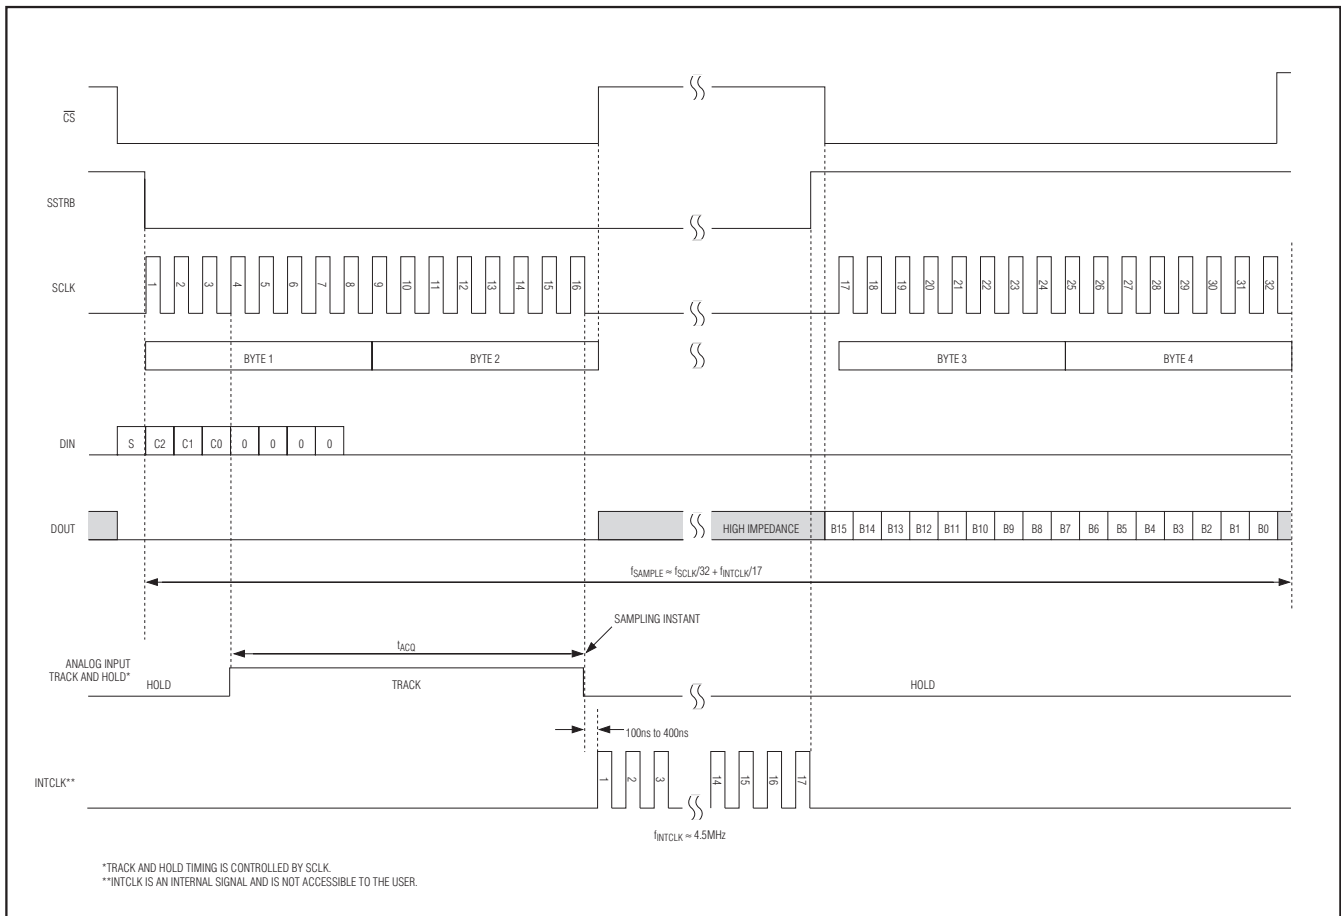 CS
SSTRB
SCLK
1 2 3 4 5 6 7 8 9 10 11 12 13 14 15 16 17 18 19 20 21 22 23 24 25 26 27 28 29 30 31 32
BYTE 1 BYTE 2 BYTE 3 BYTE 4
DIN S C2 C1 C0 0 0 0 0
DOUT HIGH IMPEDANCE B15 B14 B13 B12 B11 B10 B9 B8 B7 B6 B5 B4 B3 B2 B1 B0
fSAMPLE ≈ fSCLK/32 + fINTCLK/17
SAMPLING INSTANT
tACQ
ANALOG INPUT
TRACK AND HOLD*
HOLD TRACK HOLD
100ns to 400ns
INTCLK**
1 2 3 14 15 16 17
fINTCLK ≈ 4.5MHz
*TRACK AND HOLD TIMING IS CONTROLLED BY SCLK.
**INTCLK IS AN INTERNAL SIGNAL AND IS NOT ACCESSIBLE TO THE USER.